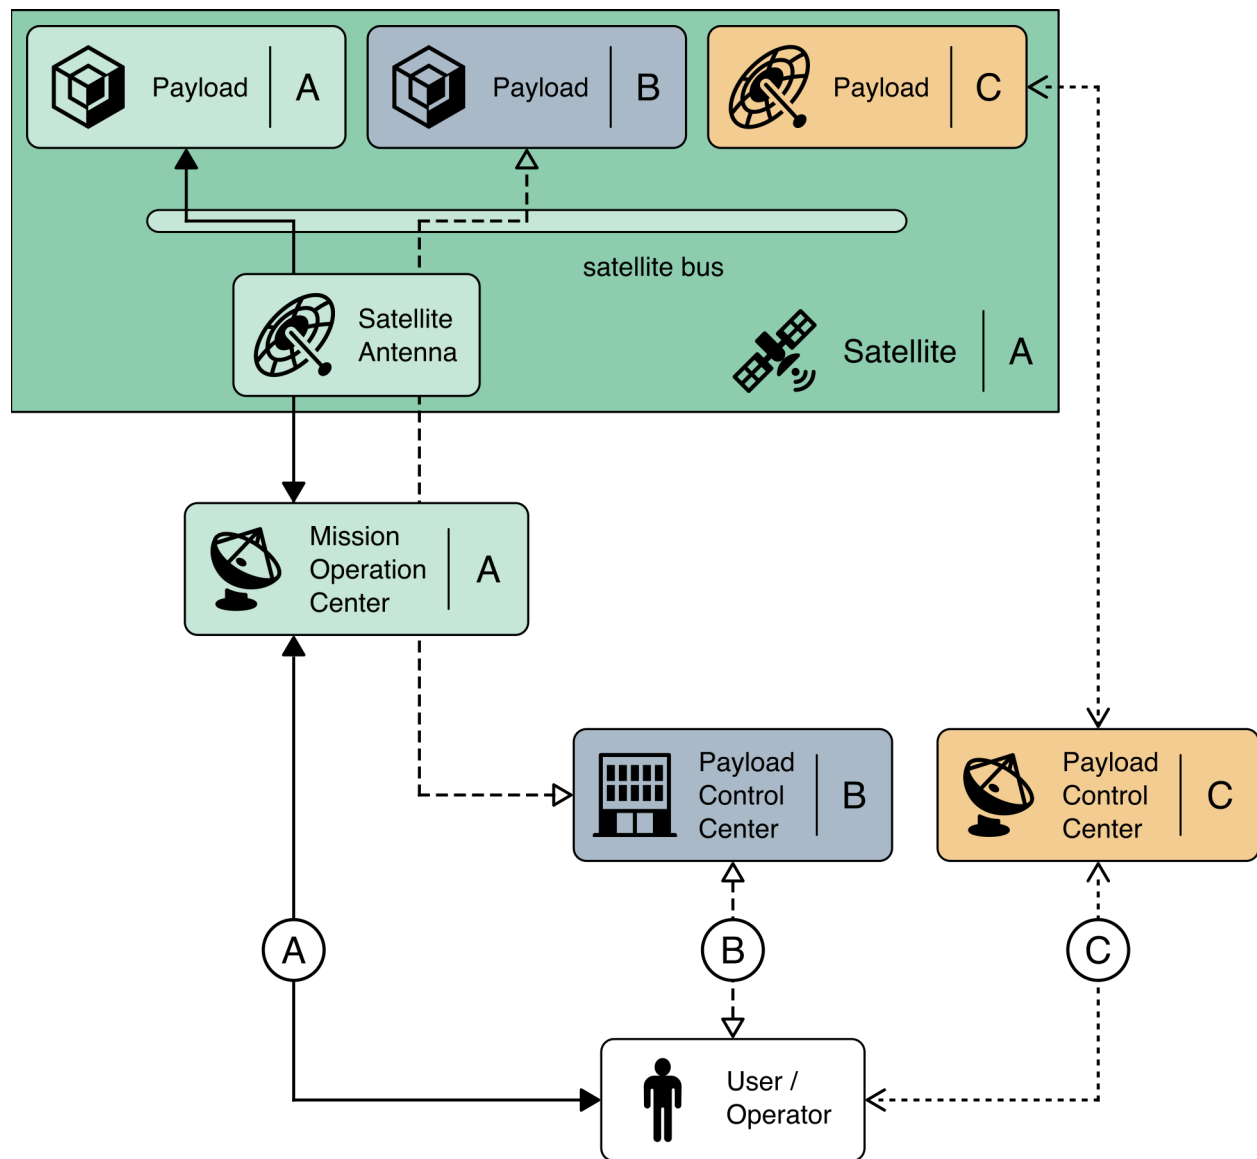 Payload A
Payload B
Payload C
satellite bus
Satellite
Antenna
Satellite A
Mission
Operation
Center
A
Payload
Control
Center
B
Payload
Control
Center
C
A
B
C
User /
Operator